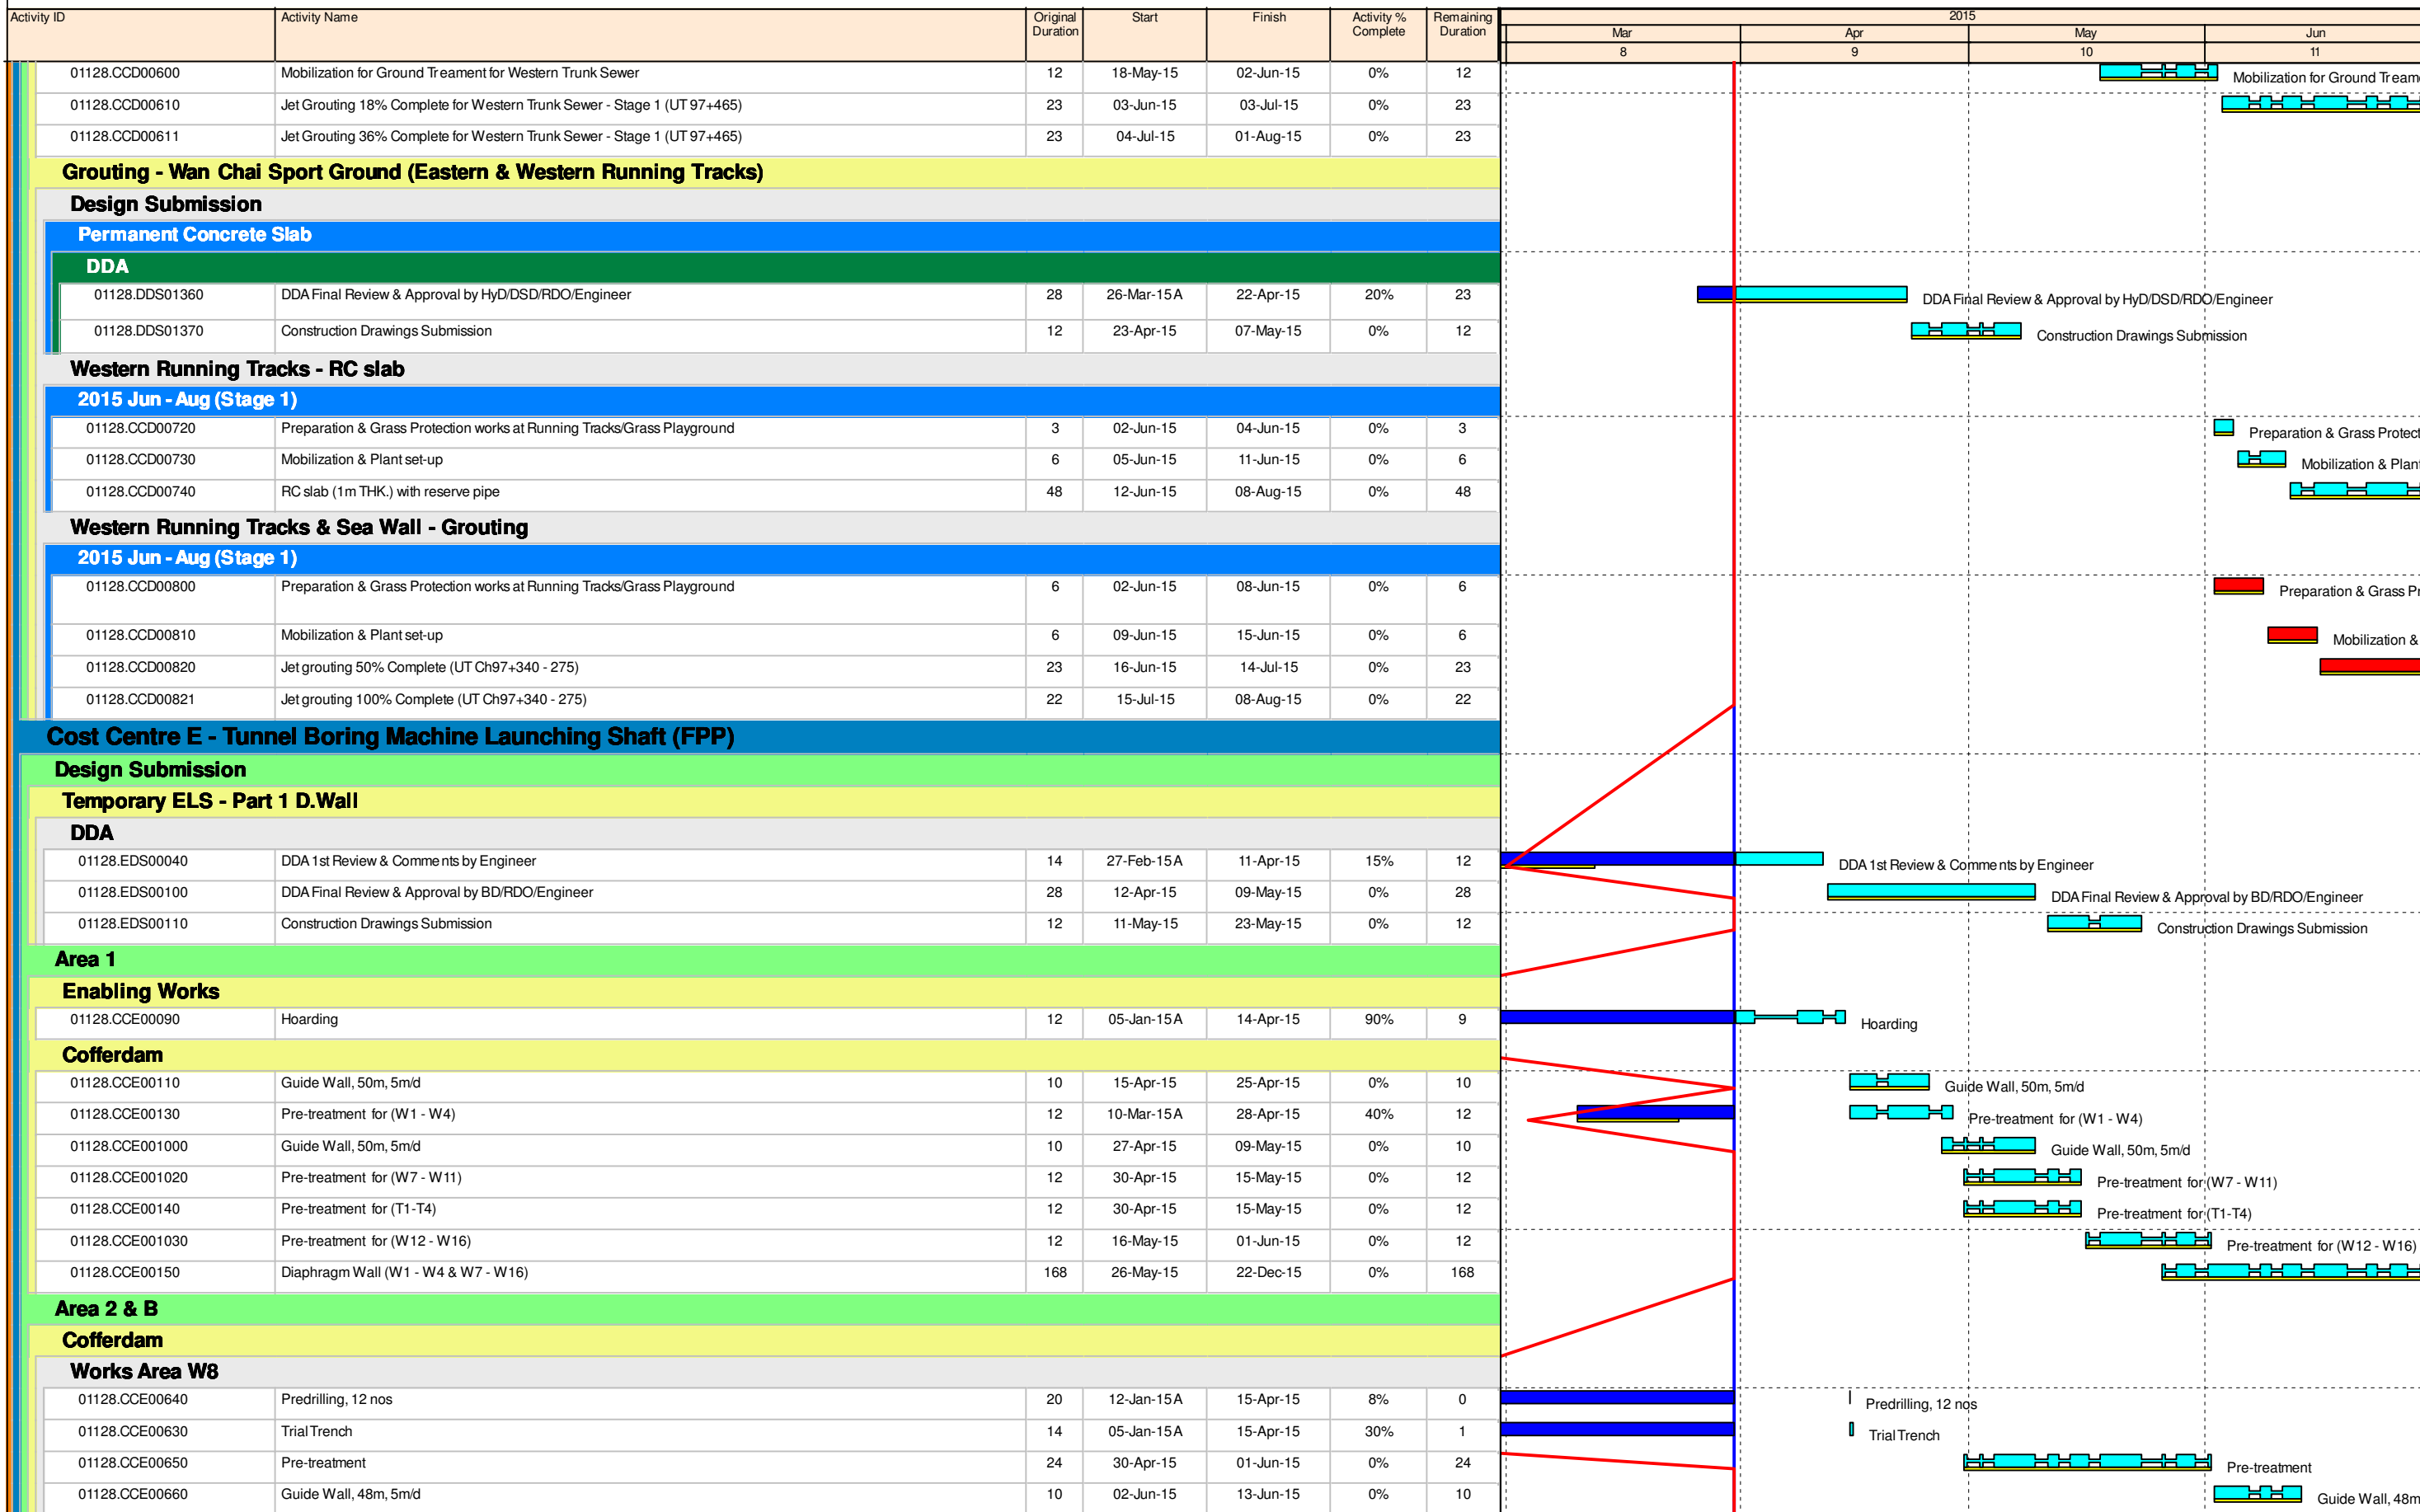 Activity ID Activity Name Original Duration Start Finish Activity % Complete Remaining Duration 2015
Mar Apr May Jun
8 9 10 11
01128.CCD00600 Mobilization for Ground Treament for Western Trunk Sewer 12 18-May-15 02-Jun-15 0% 12 Mobilization for Ground Tream
01128.CCD00610 Jet Grouting 18% Complete for Western Trunk Sewer - Stage 1 (UT 97+465) 23 03-Jun-15 03-Jul-15 0% 23
01128.CCD00611 Jet Grouting 36% Complete for Western Trunk Sewer - Stage 1 (UT 97+465) 23 04-Jul-15 01-Aug-15 0% 23
Grouting - Wan Chai Sport Ground (Eastern & Western Running Tracks)
Design Submission
Permanent Concrete Slab
DDA
01128.DDS01360 DDA Final Review & Approval by HyD/DSD/RDO/Engineer 28 26-Mar-15 A 22-Apr-15 20% 23 DDA Final Review & Approval by HyD/DSD/RDO/Engineer
01128.DDS01370 Construction Drawings Submission 12 23-Apr-15 07-May-15 0% 12 Construction Drawings Submission
Western Running Tracks - RC slab
2015 Jun - Aug (Stage 1)
01128.CCD00720 Preparation & Grass Protection works at Running Tracks/Grass Playground 3 02-Jun-15 04-Jun-15 0% 3 Preparation & Grass Protect
01128.CCD00730 Mobilization & Plant set-up 6 05-Jun-15 11-Jun-15 0% 6 Mobilization & Plant
01128.CCD00740 RC slab (1m THK.) with reserve pipe 48 12-Jun-15 08-Aug-15 0% 48
Western Running Tracks & Sea Wall - Grouting
2015 Jun - Aug (Stage 1)
01128.CCD00800 Preparation & Grass Protection works at Running Tracks/Grass Playground 6 02-Jun-15 08-Jun-15 0% 6 Preparation & Grass Pr
01128.CCD00810 Mobilization & Plant set-up 6 09-Jun-15 15-Jun-15 0% 6 Mobilization &
01128.CCD00820 Jet grouting 50% Complete (UT Ch97+340 - 275) 23 16-Jun-15 14-Jul-15 0% 23
01128.CCD00821 Jet grouting 100% Complete (UT Ch97+340 - 275) 22 15-Jul-15 08-Aug-15 0% 22
Cost Centre E - Tunnel Boring Machine Launching Shaft (FPP)
Design Submission
Temporary ELS - Part 1 D.Wall
DDA
01128.EDS00040 DDA 1st Review & Comments by Engineer 14 27-Feb-15 A 11-Apr-15 15% 12 DDA 1st Review & Comments by Engineer
01128.EDS00100 DDA Final Review & Approval by BD/RDO/Engineer 28 12-Apr-15 09-May-15 0% 28 DDA Final Review & Approval by BD/RDO/Engineer
01128.EDS00110 Construction Drawings Submission 12 11-May-15 23-May-15 0% 12 Construction Drawings Submission
Area 1
Enabling Works
01128.CCE00090 Hoarding 12 05-Jan-15 A 14-Apr-15 90% 9 Hoarding
Cofferdam
01128.CCE00110 Guide Wall, 50m, 5m/d 10 15-Apr-15 25-Apr-15 0% 10 Guide Wall, 50m, 5m/d
01128.CCE00130 Pre-treatment for (W1 - W4) 12 10-Mar-15 A 28-Apr-15 40% 12 Pre-treatment for (W1 - W4)
01128.CCE001000 Guide Wall, 50m, 5m/d 10 27-Apr-15 09-May-15 0% 10 Guide Wall, 50m, 5m/d
01128.CCE001020 Pre-treatment for (W7 - W11) 12 30-Apr-15 15-May-15 0% 12 Pre-treatment for (W7 - W11)
01128.CCE00140 Pre-treatment for (T1-T4) 12 30-Apr-15 15-May-15 0% 12 Pre-treatment for (T1-T4)
01128.CCE001030 Pre-treatment for (W12 - W16) 12 16-May-15 01-Jun-15 0% 12 Pre-treatment for (W12 - W16)
01128.CCE00150 Diaphragm Wall (W1 - W4 & W7 - W16) 168 26-May-15 22-Dec-15 0% 168
Area 2 & B
Cofferdam
Works Area W8
01128.CCE00640 Predrilling, 12 nos 20 12-Jan-15 A 15-Apr-15 8% 0 Predrilling, 12 nos
01128.CCE00630 Trial Trench 14 05-Jan-15 A 15-Apr-15 30% 1 Trial Trench
01128.CCE00650 Pre-treatment 24 30-Apr-15 01-Jun-15 0% 24 Pre-treatment
01128.CCE00660 Guide Wall, 48m, 5m/d 10 02-Jun-15 13-Jun-15 0% 10 Guide Wall, 48m